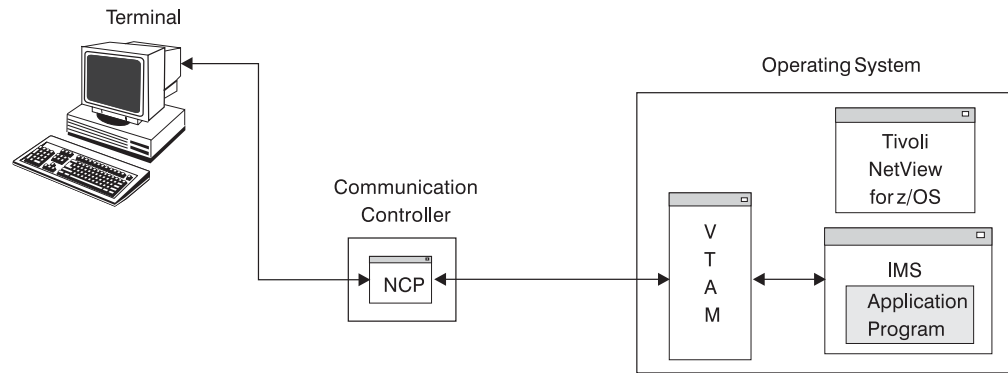 Terminal
Operating System
Tivoli
NetView
for z/OS
Communication
Controller
NCP
V
T
A
M
IMS
Application
Program